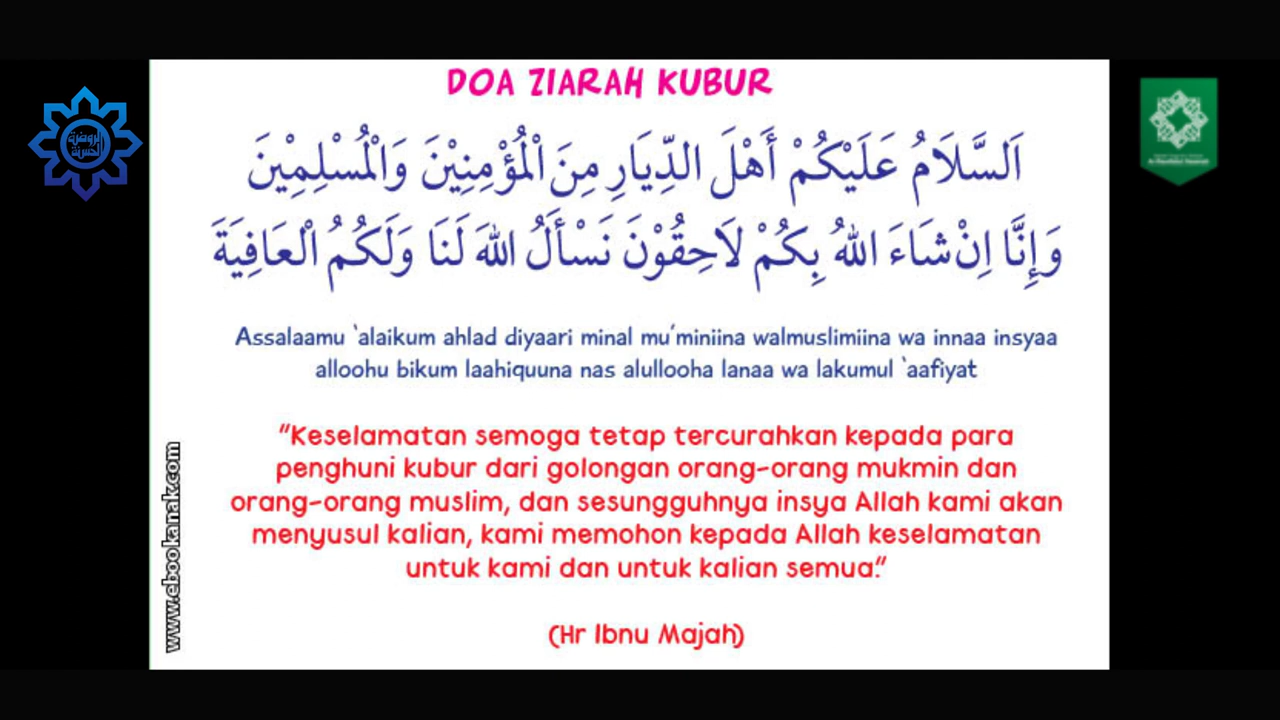 DOA ZIARAH KUBUR
اَلسَّلَامُ عَلَيْكُمْ أَهْلَ الدِّيَارِ مِنَ الْمُؤْمِنِيْنَ وَالْمُسْلِمِيْنَ
وَإِنَّا اِنْ شَاءَ اللهُ بِكُمْ لَاحِقُوْنَ نَسْأَلُ اللهَ لَنَا وَلَكُمُ الْعَافِيَةَ
Assalaamu `alaikum ahlad diyaari minal mu´miniina walmuslimiina wa innaa insyaa
alloohu bikum laahiquuna nas alullooha lanaa wa lakumul `aafiyat
“Keselamatan semoga tetap tercurahkan kepada para
penghuni kubur dari golongan orang-orang mukmin dan
orang-orang muslim, dan sesungguhnya insya Allah kami akan
menyusul kalian, kami memohon kepada Allah keselamatan
untuk kami dan untuk kalian semua.”
(Hr Ibnu Majah)
www.ebookanak.com
الروضة
الحسنة